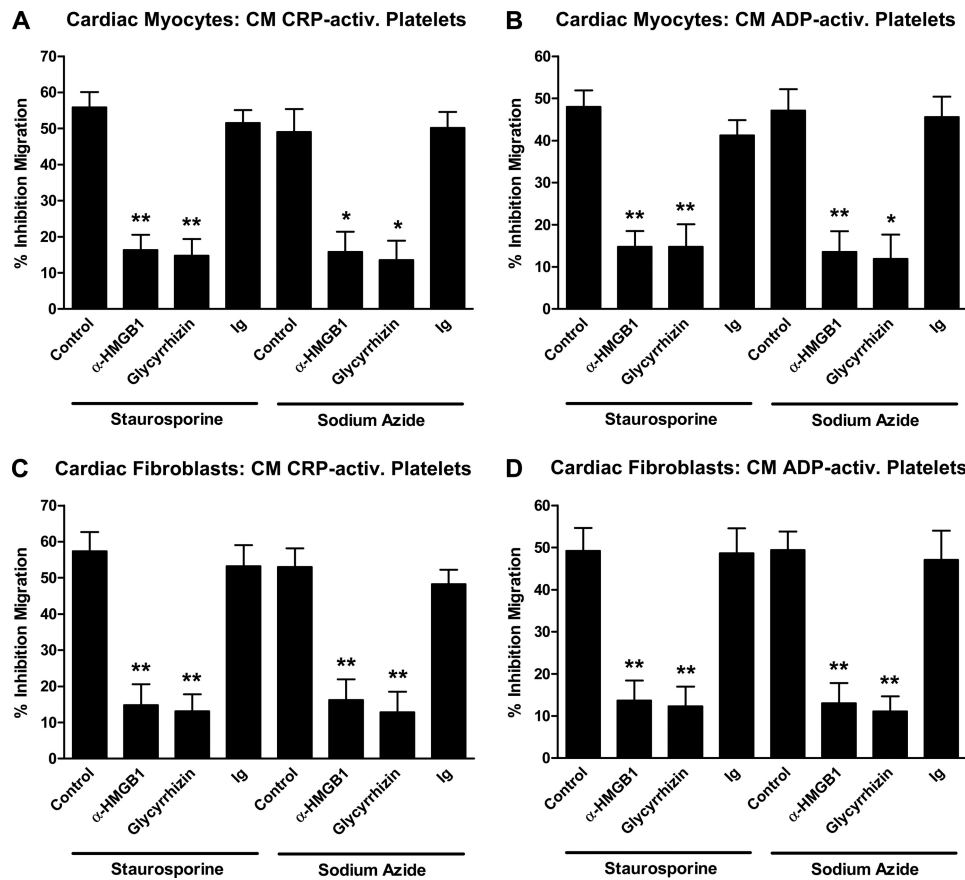 A Cardiac Myocytes: CM CRP-activ. Platelets
% Inhibition Migration
70
60
50
40
30
20
10
0
** ** * *
Control α-HMGB1 Glycyrrhizin Ig Control α-HMGB1 Glycyrrhizin Ig
Staurosporine Sodium Azide
B Cardiac Myocytes: CM ADP-activ. Platelets
% Inhibition Migration
60
50
40
30
20
10
0
** ** ** *
Control α-HMGB1 Glycyrrhizin Ig Control α-HMGB1 Glycyrrhizin Ig
Staurosporine Sodium Azide
C Cardiac Fibroblasts: CM CRP-activ. Platelets
% Inhibition Migration
70
60
50
40
30
20
10
0
** ** ** **
Control α-HMGB1 Glycyrrhizin Ig Control α-HMGB1 Glycyrrhizin Ig
Staurosporine Sodium Azide
D Cardiac Fibroblasts: CM ADP-activ. Platelets
% Inhibition Migration
60
50
40
30
20
10
0
** ** ** **
Control α-HMGB1 Glycyrrhizin Ig Control α-HMGB1 Glycyrrhizin Ig
Staurosporine Sodium Azide